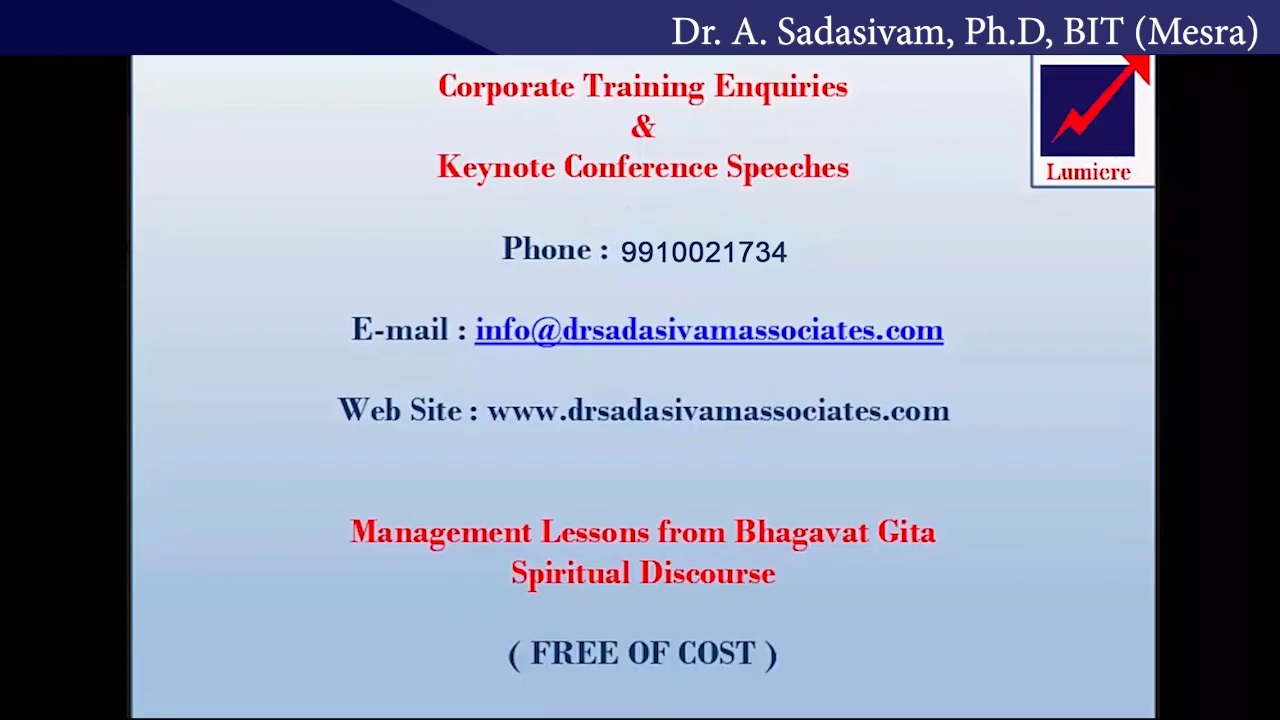 Dr. A. Sadasivam, Ph.D, BIT (Mesra)
Corporate Training Enquiries
&
Keynote Conference Speeches
Lumiere
Phone : 9910021734
E-mail : info@drsadasivamassociates.com
Web Site : www.drsadasivamassociates.com
Management Lessons from Bhagavat Gita
Spiritual Discourse
( FREE OF COST )